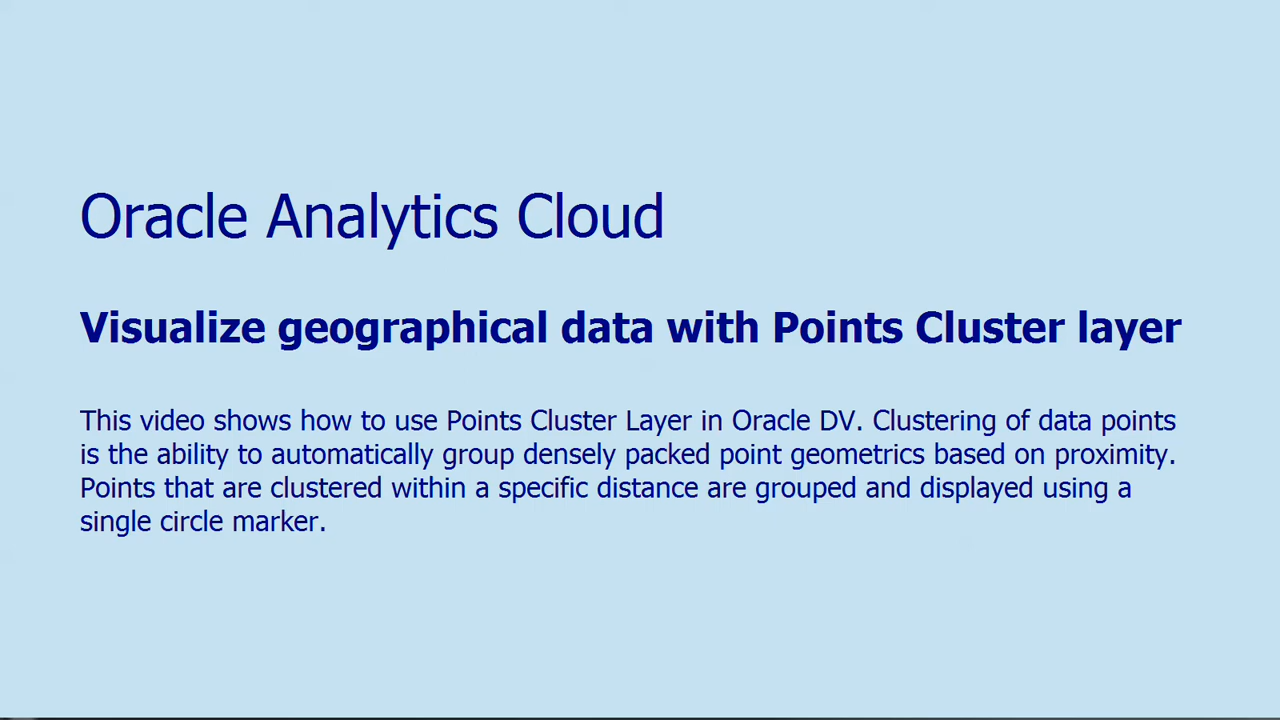 Oracle Analytics Cloud
Visualize geographical data with Points Cluster layer
This video shows how to use Points Cluster Layer in Oracle DV. Clustering of data points
is the ability to automatically group densely packed point geometrics based on proximity.
Points that are clustered within a specific distance are grouped and displayed using a
single circle marker.